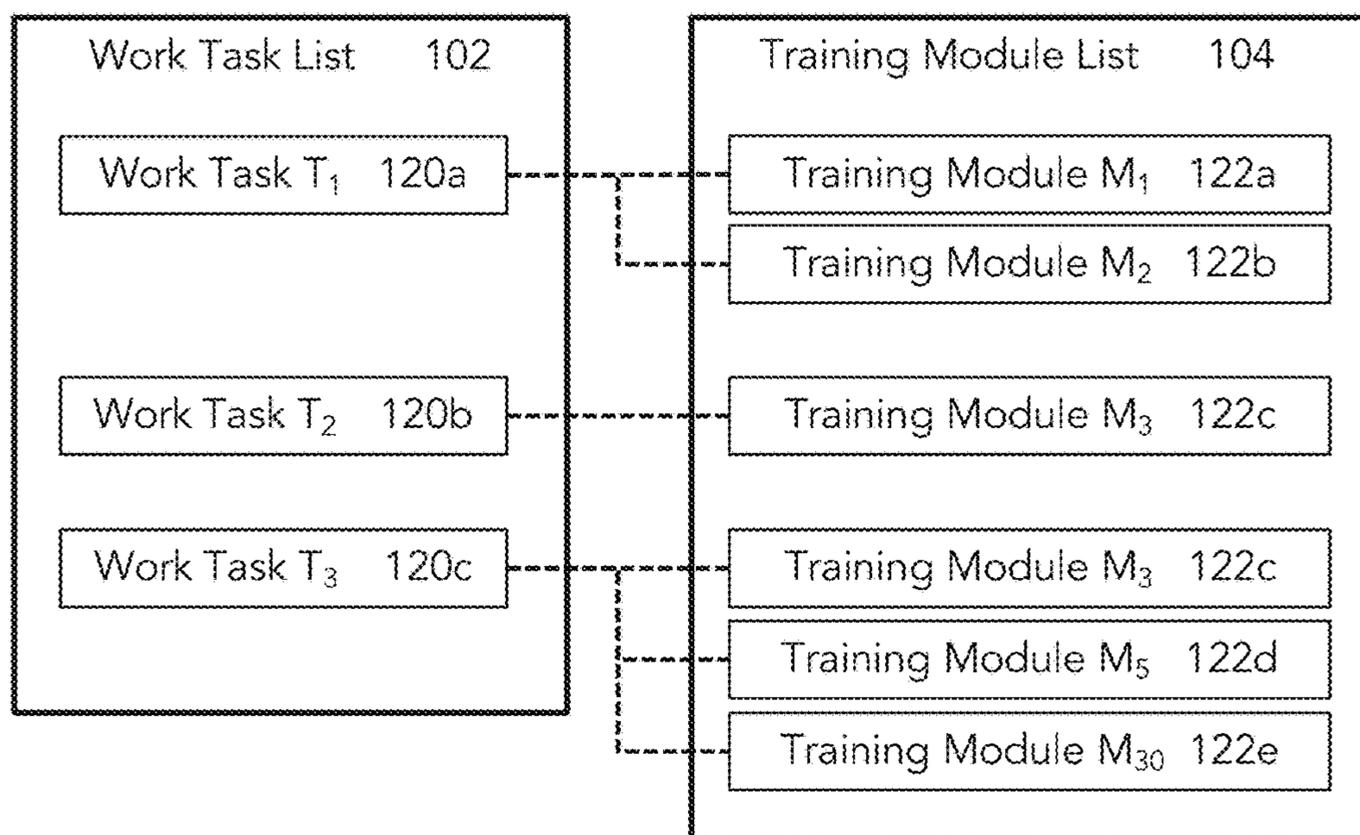 Work Task List 102
Work Task T₁ 120a
Work Task T₂ 120b
Work Task T₃ 120c
Training Module List 104
Training Module M₁ 122a
Training Module M₂ 122b
Training Module M₃ 122c
Training Module M₃ 122c
Training Module M₅ 122d
Training Module M₃₀ 122e